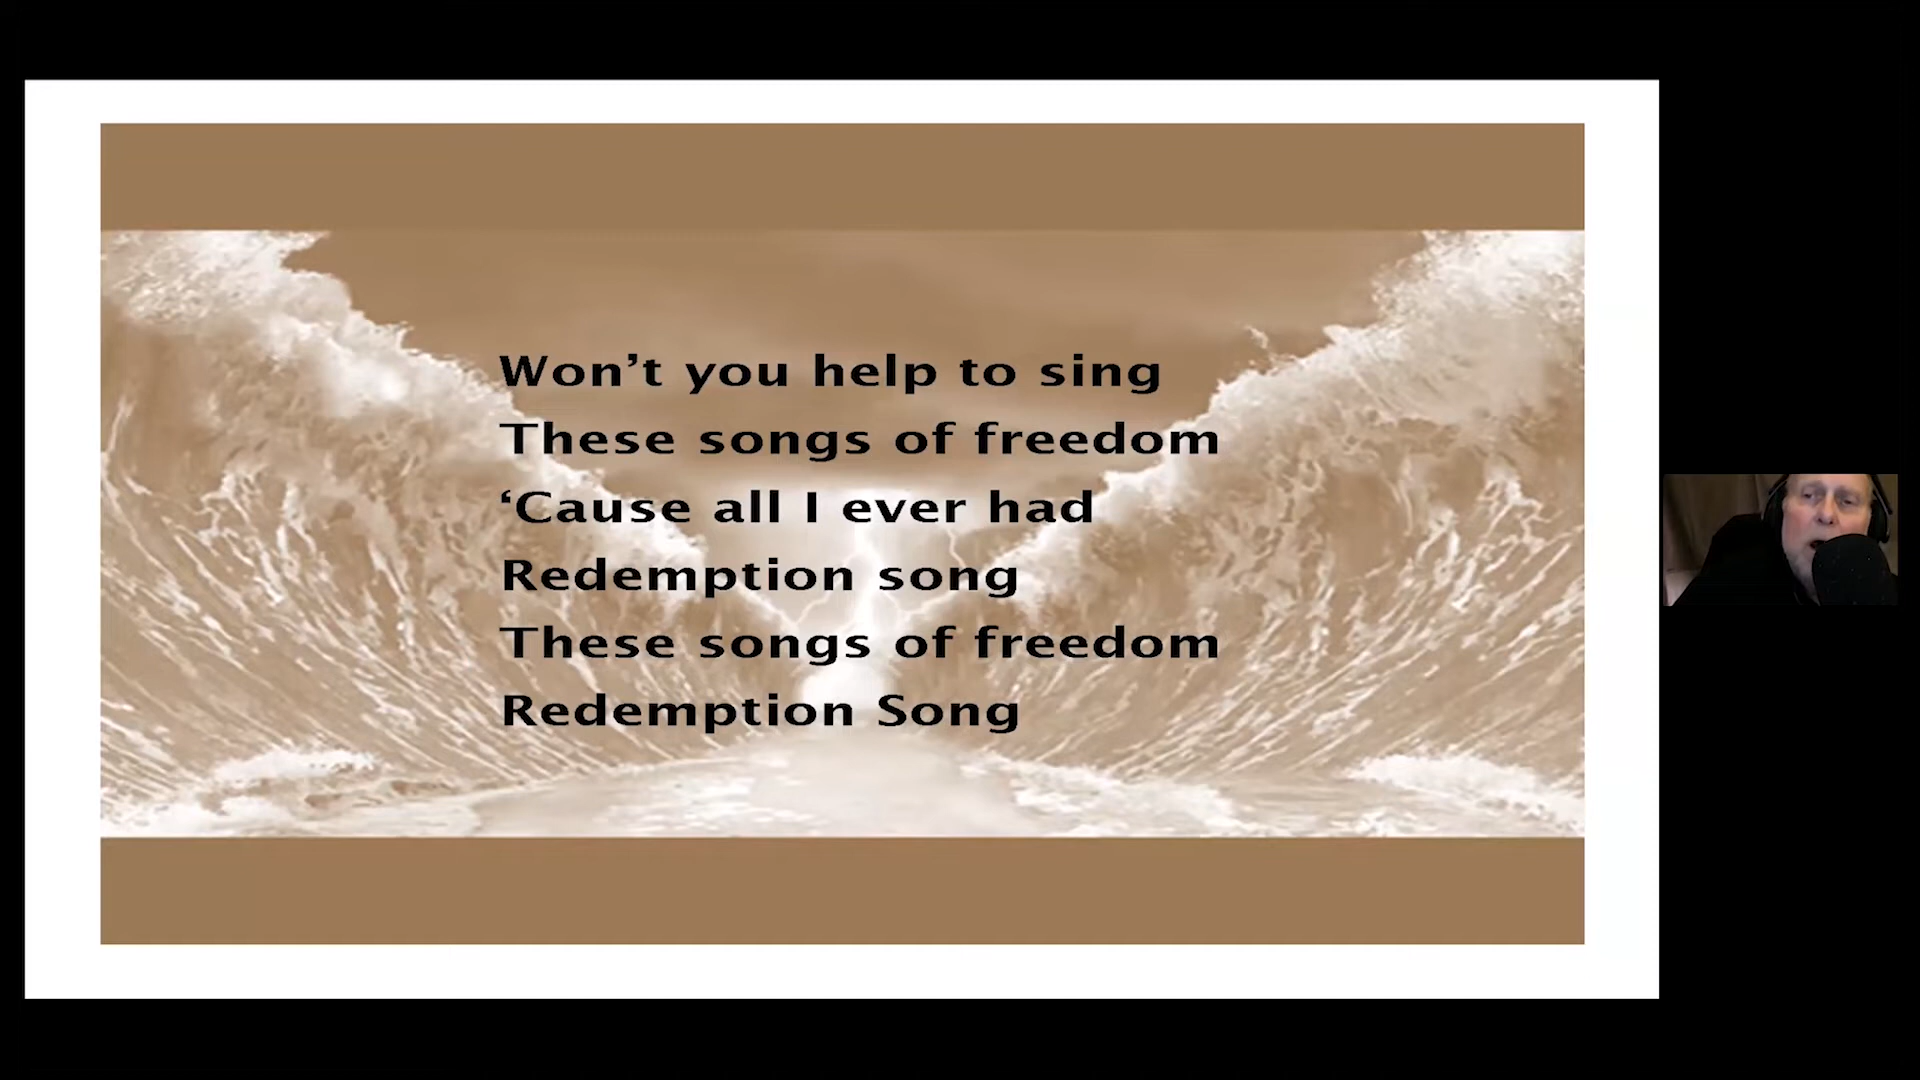 Won’t you help to sing
These songs of freedom
‘Cause all I ever had
Redemption song
These songs of freedom
Redemption Song